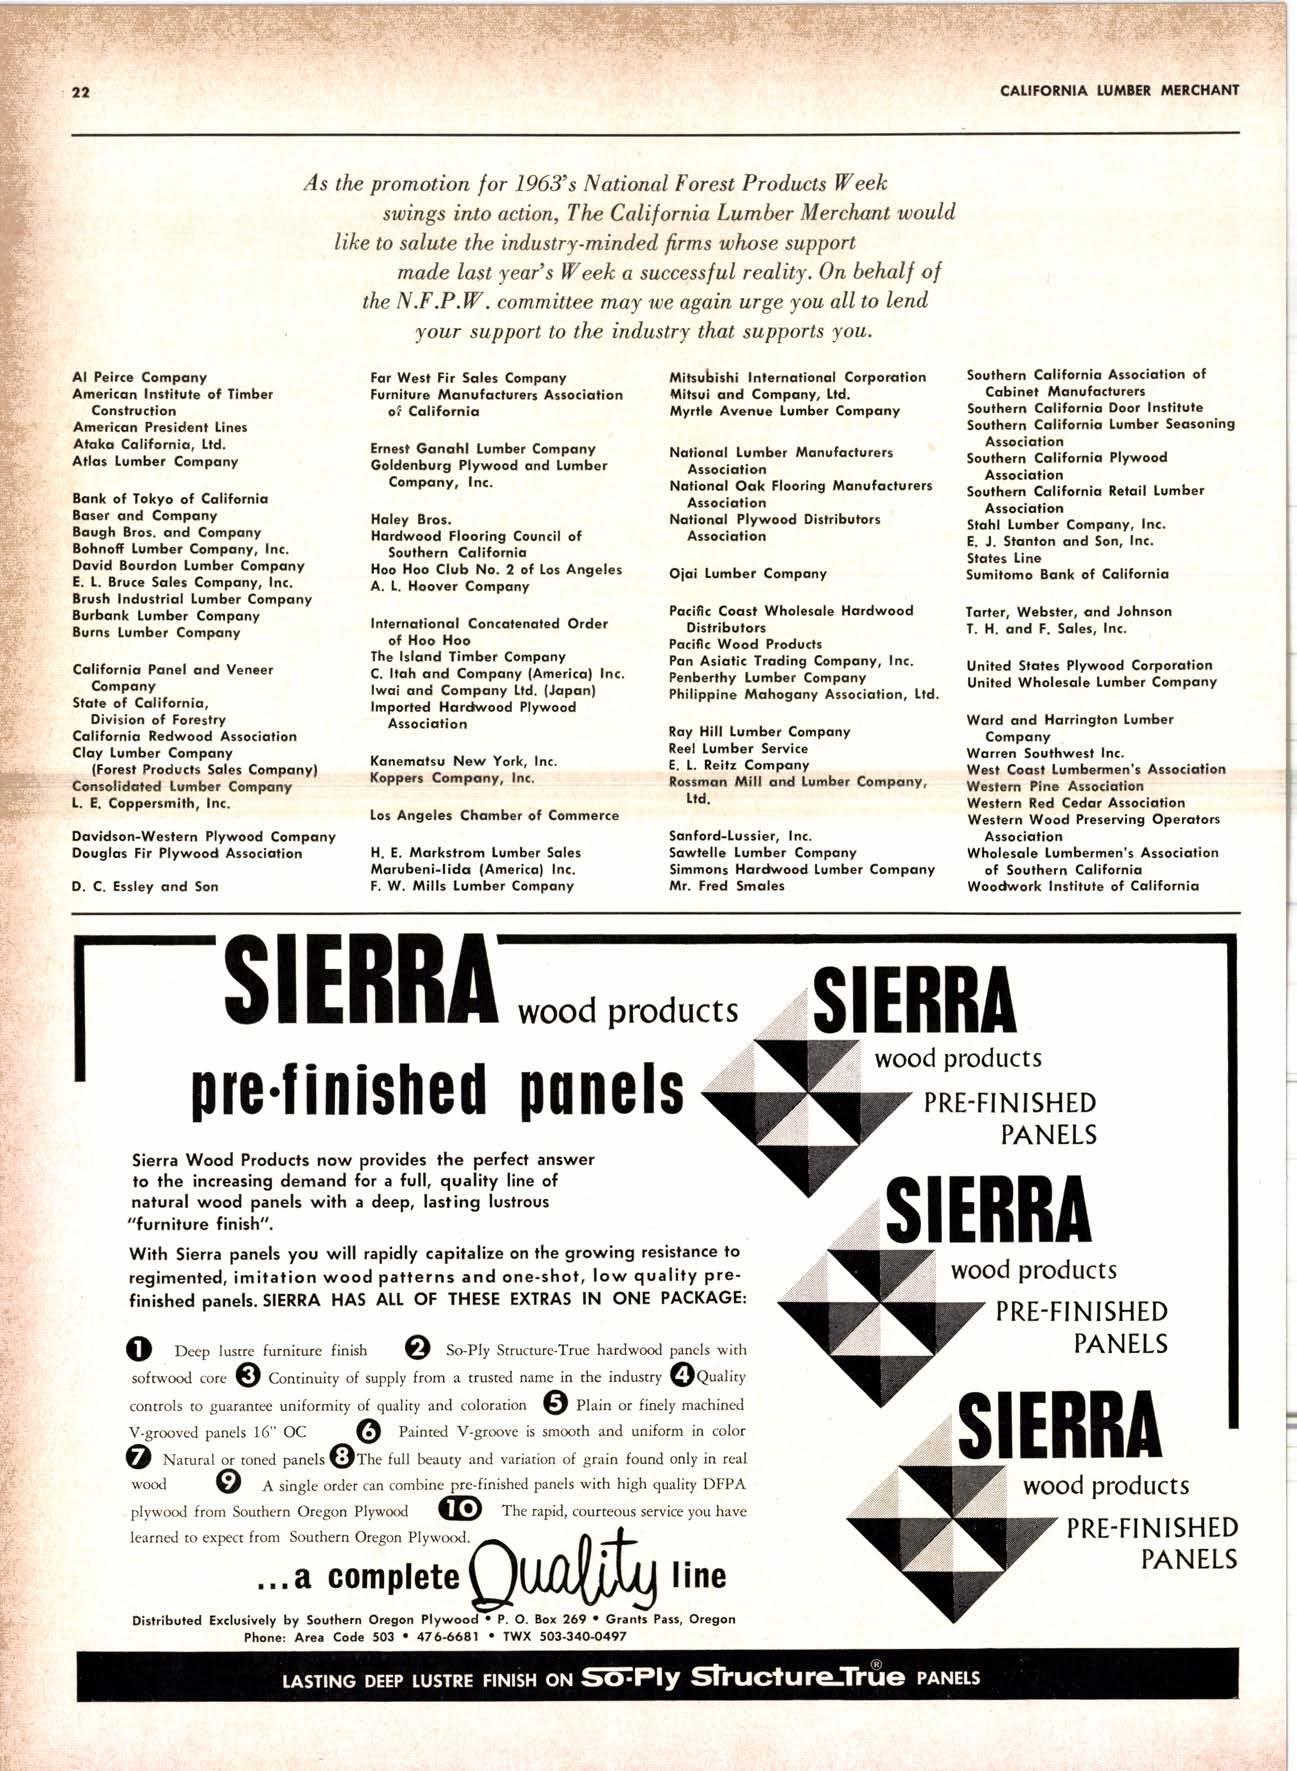 22
CALIFORNIA LUMBER MERCHANT
As the promotion for 1963's National Forest Products Week
swings into action, The California Lumber Merchant would
like to salute the industry-minded firms whose support
made last year's Week a successful reality. On behalf of
the N.F.P.W. committee may we again urge you all to lend
your support to the industry that supports you.
Al Peirce Company
American Institute of Timber
Construction
American President Lines
Ataka California, Ltd.
Atlas Lumber Company
Bank of Tokyo of California
Baser and Company
Baugh Bros. and Company
Bohnoff Lumber Company, Inc.
David Bourdon Lumber Company
E. L. Bruce Sales Company, Inc.
Brush Industrial Lumber Company
Burbank Lumber Company
Burns Lumber Company
California Panel and Veneer
Company
State of California,
Division of Forestry
California Redwood Association
Clay Lumber Company
(Forest Products Sales Company)
Consolidated Lumber Company
L. E. Coppersmith, Inc.
Davidson-Western Plywood Company
Douglas Fir Plywood Association
D. C. Essley and Son
Far West Fir Sales Company
Furniture Manufacturers Association
of California
Ernest Ganahl Lumber Company
Goldenburg Plywood and Lumber
Company, Inc.
Haley Bros.
Hardwood Flooring Council of
Southern California
Hoo Hoo Club No. 2 of Los Angeles
A. L. Hoover Company
International Concatenated Order
of Hoo Hoo
The Island Timber Company
C. Itah and Company (America) Inc.
Iwai and Company Ltd. (Japan)
Imported Hardwood Plywood
Association
Kanematsu New York, Inc.
Koppers Company, Inc.
Los Angeles Chamber of Commerce
H. E. Markstrom Lumber Sales
Marubeni-Iida (America) Inc.
F. W. Mills Lumber Company
Mitsubishi International Corporation
Mitsui and Company, Ltd.
Myrtle Avenue Lumber Company
National Lumber Manufacturers
Association
National Oak Flooring Manufacturers
Association
National Plywood Distributors
Association
Ojai Lumber Company
Pacific Coast Wholesale Hardwood
Distributors
Pacific Wood Products
Pan Asiatic Trading Company, Inc.
Penberthy Lumber Company
Philippine Mahogany Association, Ltd.
Ray Hill Lumber Company
Reel Lumber Service
E. L. Reitz Company
Rossman Mill and Lumber Company,
Ltd.
Sanford-Lussier, Inc.
Sawtelle Lumber Company
Simmons Hardwood Lumber Company
Mr. Fred Smales
Southern California Association of
Cabinet Manufacturers
Southern California Door Institute
Southern California Lumber Seasoning
Association
Southern California Plywood
Association
Southern California Retail Lumber
Association
Stahl Lumber Company, Inc.
E. J. Stanton and Son, Inc.
States Line
Sumitomo Bank of California
Tarter, Webster, and Johnson
T. H. and F. Sales, Inc.
United States Plywood Corporation
United Wholesale Lumber Company
Ward and Harrington Lumber
Company
Warren Southwest Inc.
West Coast Lumbermen's Association
Western Pine Association
Western Red Cedar Association
Western Wood Preserving Operators
Association
Wholesale Lumbermen's Association
of Southern California
Woodwork Institute of California
SIERRA wood products
pre-finished panels
Sierra Wood Products now provides the perfect answer
to the increasing demand for a full, quality line of
natural wood panels with a deep, lasting lustrous
"furniture finish".
With Sierra panels you will rapidly capitalize on the growing resistance to
regimented, imitation wood patterns and one-shot, low quality pre-
finished panels. SIERRA HAS ALL OF THESE EXTRAS IN ONE PACKAGE:
1 Deep lustre furniture finish 2 So-Ply Structure-True hardwood panels with
softwood core 3 Continuity of supply from a trusted name in the industry 4 Quality
controls to guarantee uniformity of quality and coloration 5 Plain or finely machined
V-grooved panels 16" OC 6 Painted V-groove is smooth and uniform in color
7 Natural or toned panels 8 The full beauty and variation of grain found only in real
wood 9 A single order can combine pre-finished panels with high quality DFPA
plywood from Southern Oregon Plywood 10 The rapid, courteous service you have
learned to expect from Southern Oregon Plywood.
...a complete Quality line
Distributed Exclusively by Southern Oregon Plywood • P. O. Box 269 • Grants Pass, Oregon
Phone: Area Code 503 • 476-6681 • TWX 503-340-0497
SIERRA
wood products
PRE-FINISHED
PANELS
SIERRA
wood products
PRE-FINISHED
PANELS
SIERRA
wood products
PRE-FINISHED
PANELS
LASTING DEEP LUSTRE FINISH ON So-Ply Structure-True® PANELS